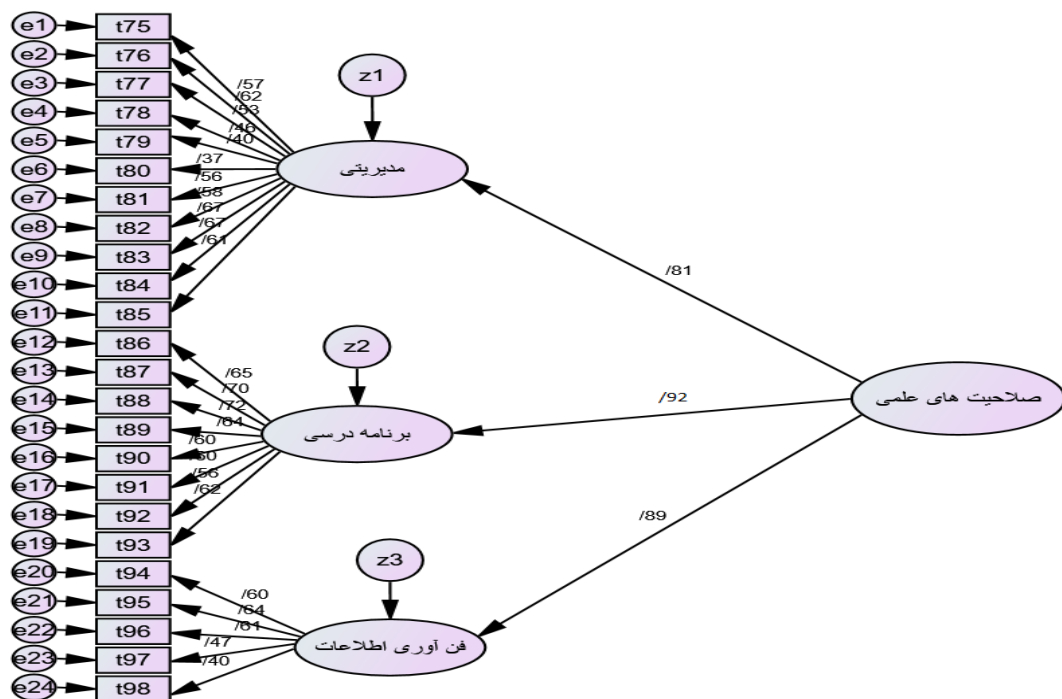 e1 t75
e2 t76
e3 t77
e4 t78
e5 t79
e6 t80
e7 t81
e8 t82
e9 t83
e10 t84
e11 t85
e12 t86
e13 t87
e14 t88
e15 t89
e16 t90
e17 t91
e18 t92
e19 t93
e20 t94
e21 t95
e22 t96
e23 t97
e24 t98
/57
/62
/53
/46
/40
/37
/56
/58
/67
/67
/61
z1
مدیریتی
/65
/70
/72
/64
/60
/60
/56
/62
z2
برنامه درسی
/60
/64
/61
/47
/40
z3
فن آوری اطلاعات
/81
/92
/89
صلاحیت های علمی